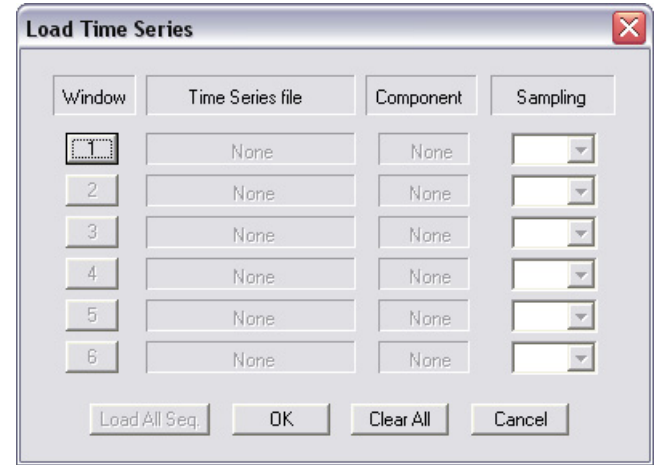 Load Time Series
Window Time Series file Component Sampling
1 None None
2 None None
3 None None
4 None None
5 None None
6 None None
Load All Seq. OK Clear All Cancel